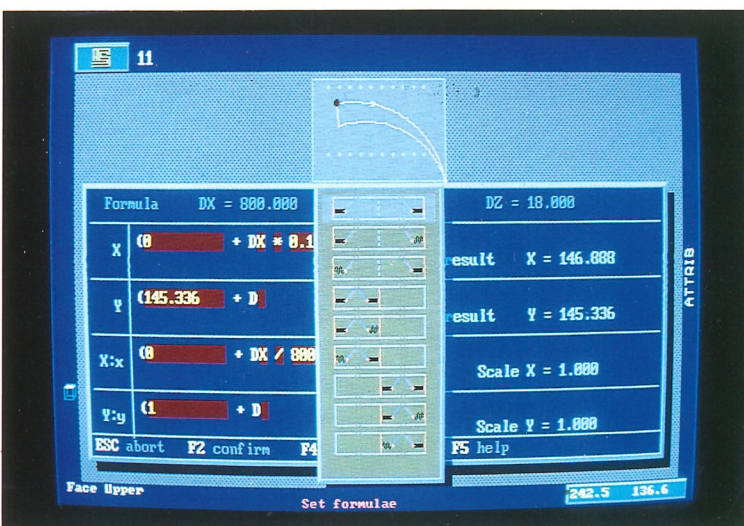 11
Formula DX = 800.000 DZ = 18.000
X (0 + DX * 0.1 esult X = 146.888
Y (145.336 + D esult Y = 145.336
X:x (0 + DX / 800 Scale X = 1.000
Y:y (1 + D Scale Y = 1.000
ESC abort F2 confirm F4 F5 help
ATTRIB
Face Upper
Set formulae
242.5 136.6